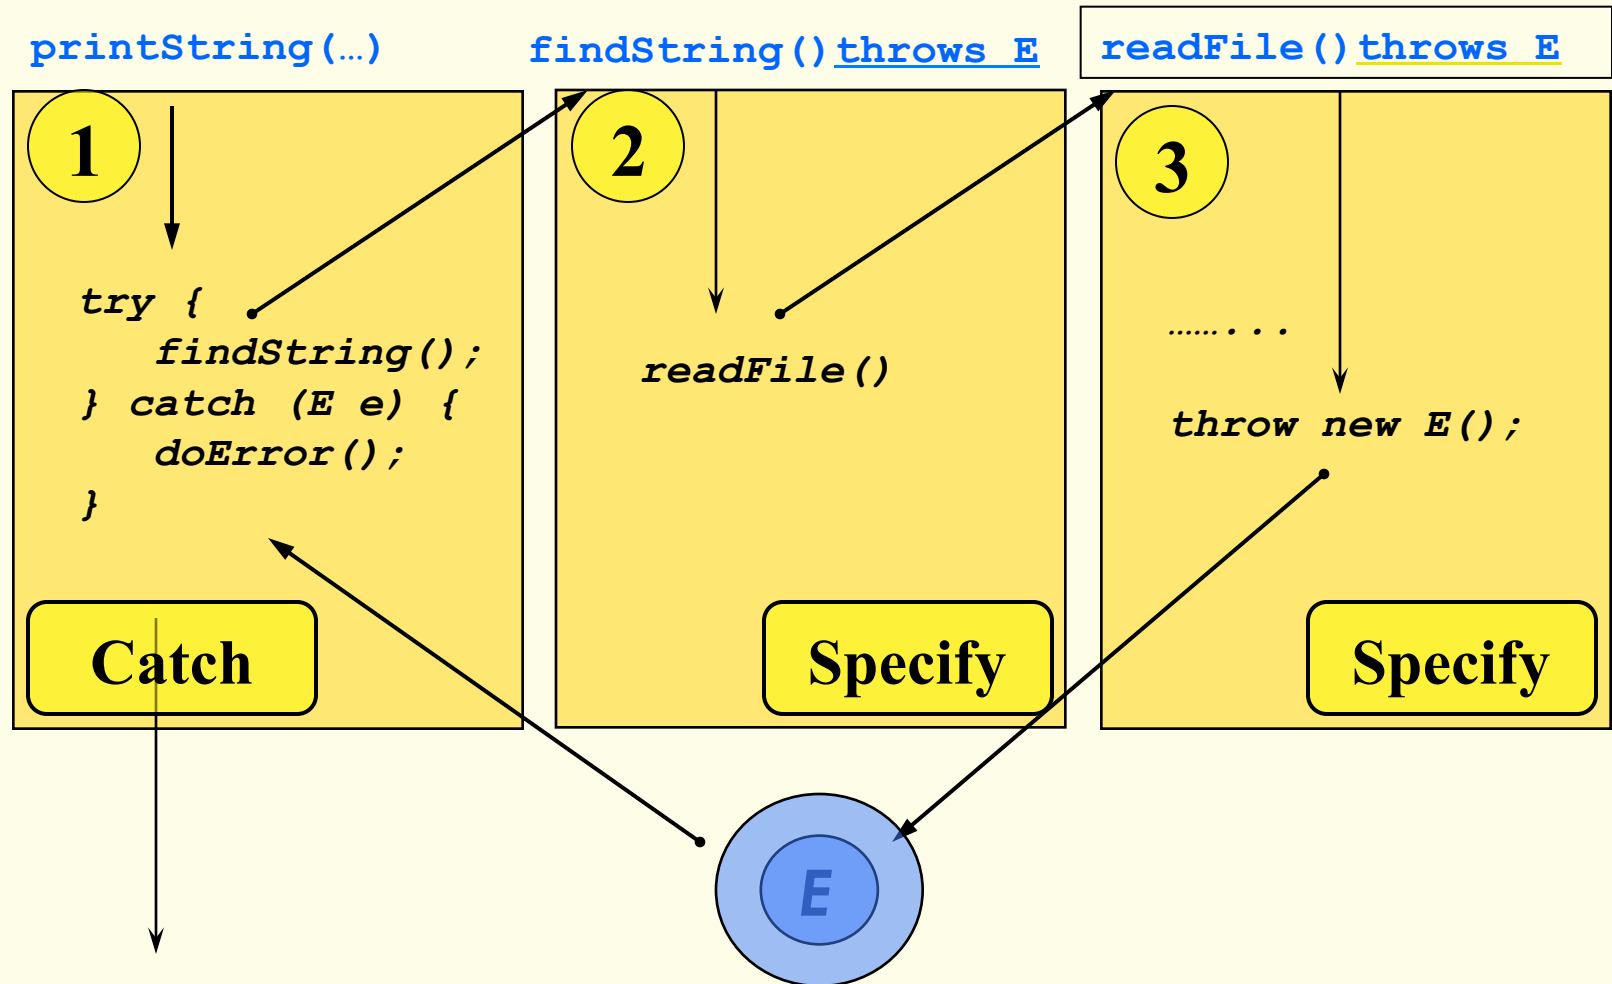 printString(…)
findString()throws E
readFile()throws E
1
try {
findString();
} catch (E e) {
doError();
}
Catch
2
readFile()
Specify
3
……...
throw new E();
Specify
E